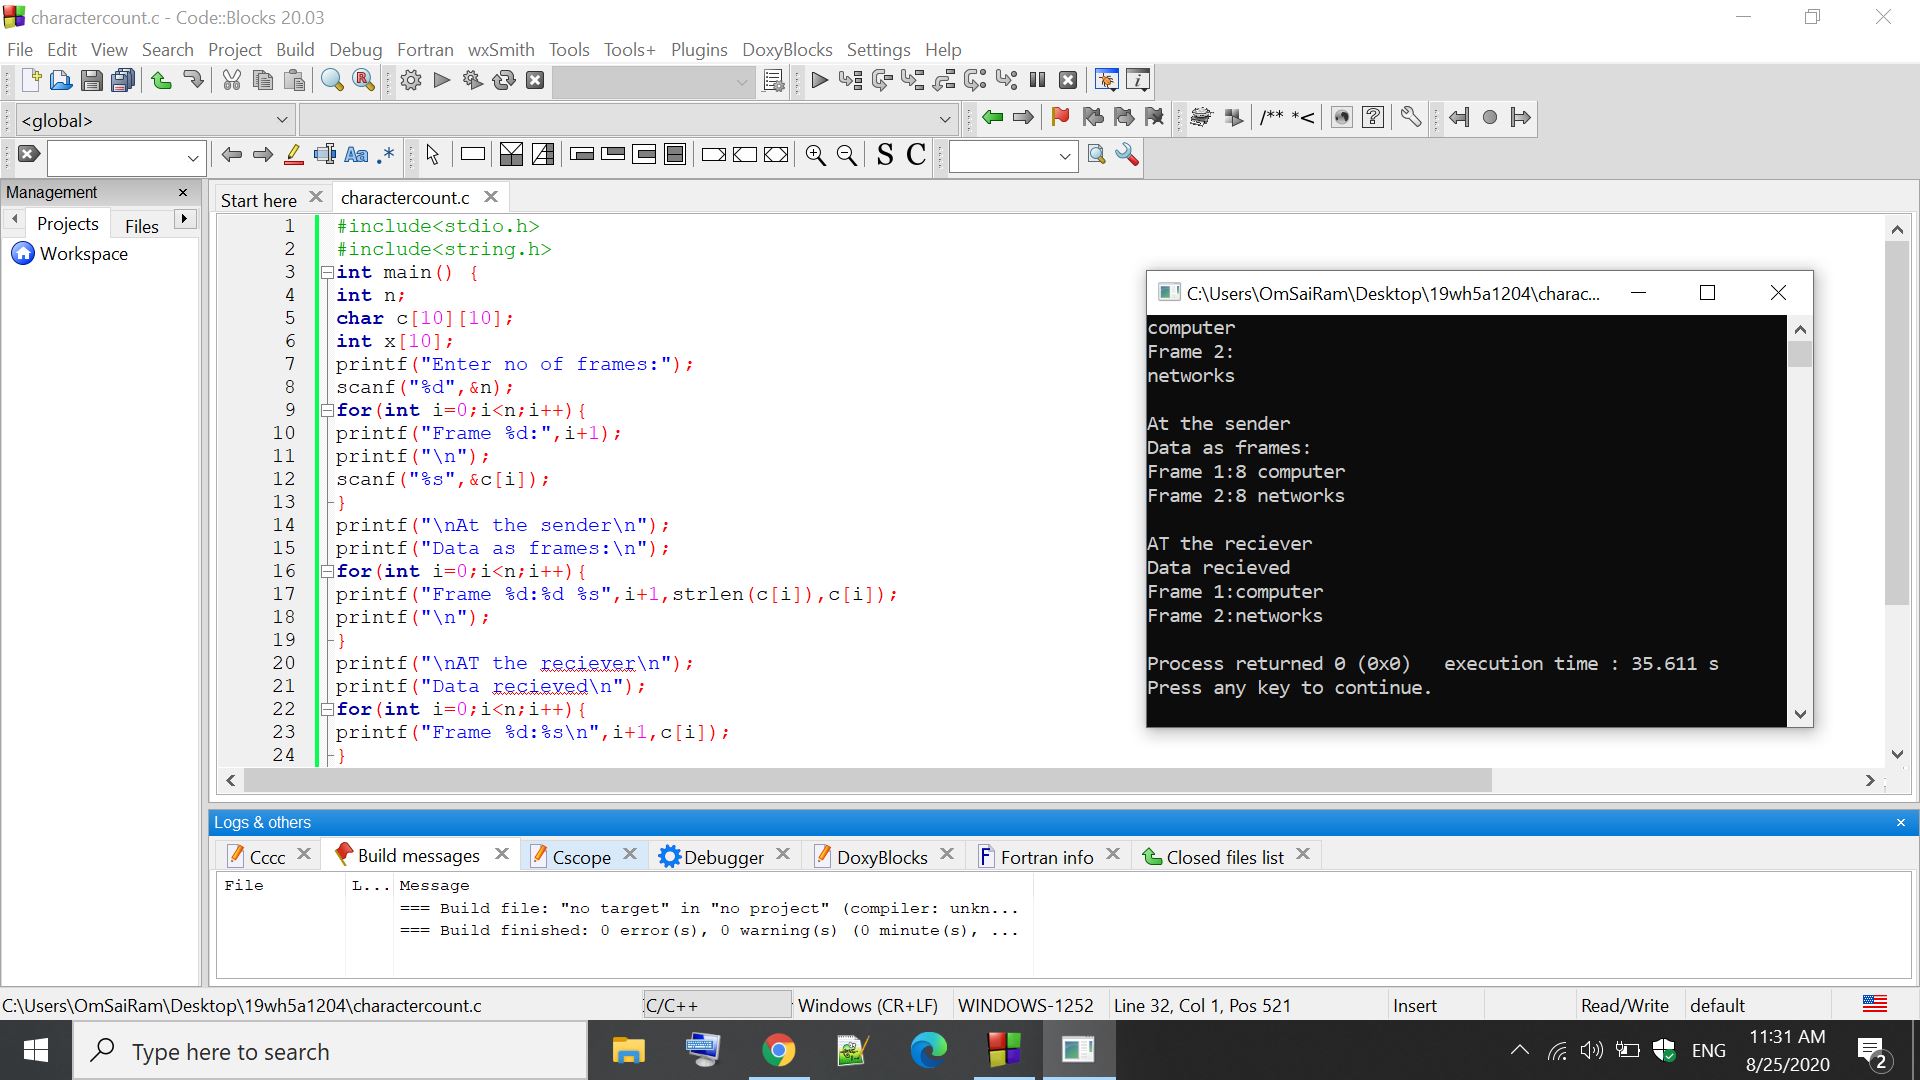 charactercount.c - Code::Blocks 20.03
File Edit View Search Project Build Debug Fortran wxSmith Tools Tools+ Plugins DoxyBlocks Settings Help
<global>
/** *<
Aa .* S C
Management
Projects Files
Workspace
Start here charactercount.c
1 #include<stdio.h>
2 #include<string.h>
3 int main() {
4 int n;
5 char c[10][10];
6 int x[10];
7 printf("Enter no of frames:");
8 scanf("%d",&n);
9 for(int i=0;i<n;i++){
10 printf("Frame %d:",i+1);
11 printf("\n");
12 scanf("%s",&c[i]);
13 }
14 printf("\nAt the sender\n");
15 printf("Data as frames:\n");
16 for(int i=0;i<n;i++){
17 printf("Frame %d:%d %s",i+1,strlen(c[i]),c[i]);
18 printf("\n");
19 }
20 printf("\nAT the reciever\n");
21 printf("Data recieved\n");
22 for(int i=0;i<n;i++){
23 printf("Frame %d:%s\n",i+1,c[i]);
24 }
C:\Users\OmSaiRam\Desktop\19wh5a1204\charac...
computer
Frame 2:
networks
At the sender
Data as frames:
Frame 1:8 computer
Frame 2:8 networks
AT the reciever
Data recieved
Frame 1:computer
Frame 2:networks
Process returned 0 (0x0) execution time : 35.611 s
Press any key to continue.
Logs & others
Cccc Build messages Cscope Debugger DoxyBlocks Fortran info Closed files list
File L... Message
=== Build file: "no target" in "no project" (compiler: unkn...
=== Build finished: 0 error(s), 0 warning(s) (0 minute(s), ...
C:\Users\OmSaiRam\Desktop\19wh5a1204\charactercount.c C/C++ Windows (CR+LF) WINDOWS-1252 Line 32, Col 1, Pos 521 Insert Read/Write default
Type here to search
ENG
11:31 AM
8/25/2020
2